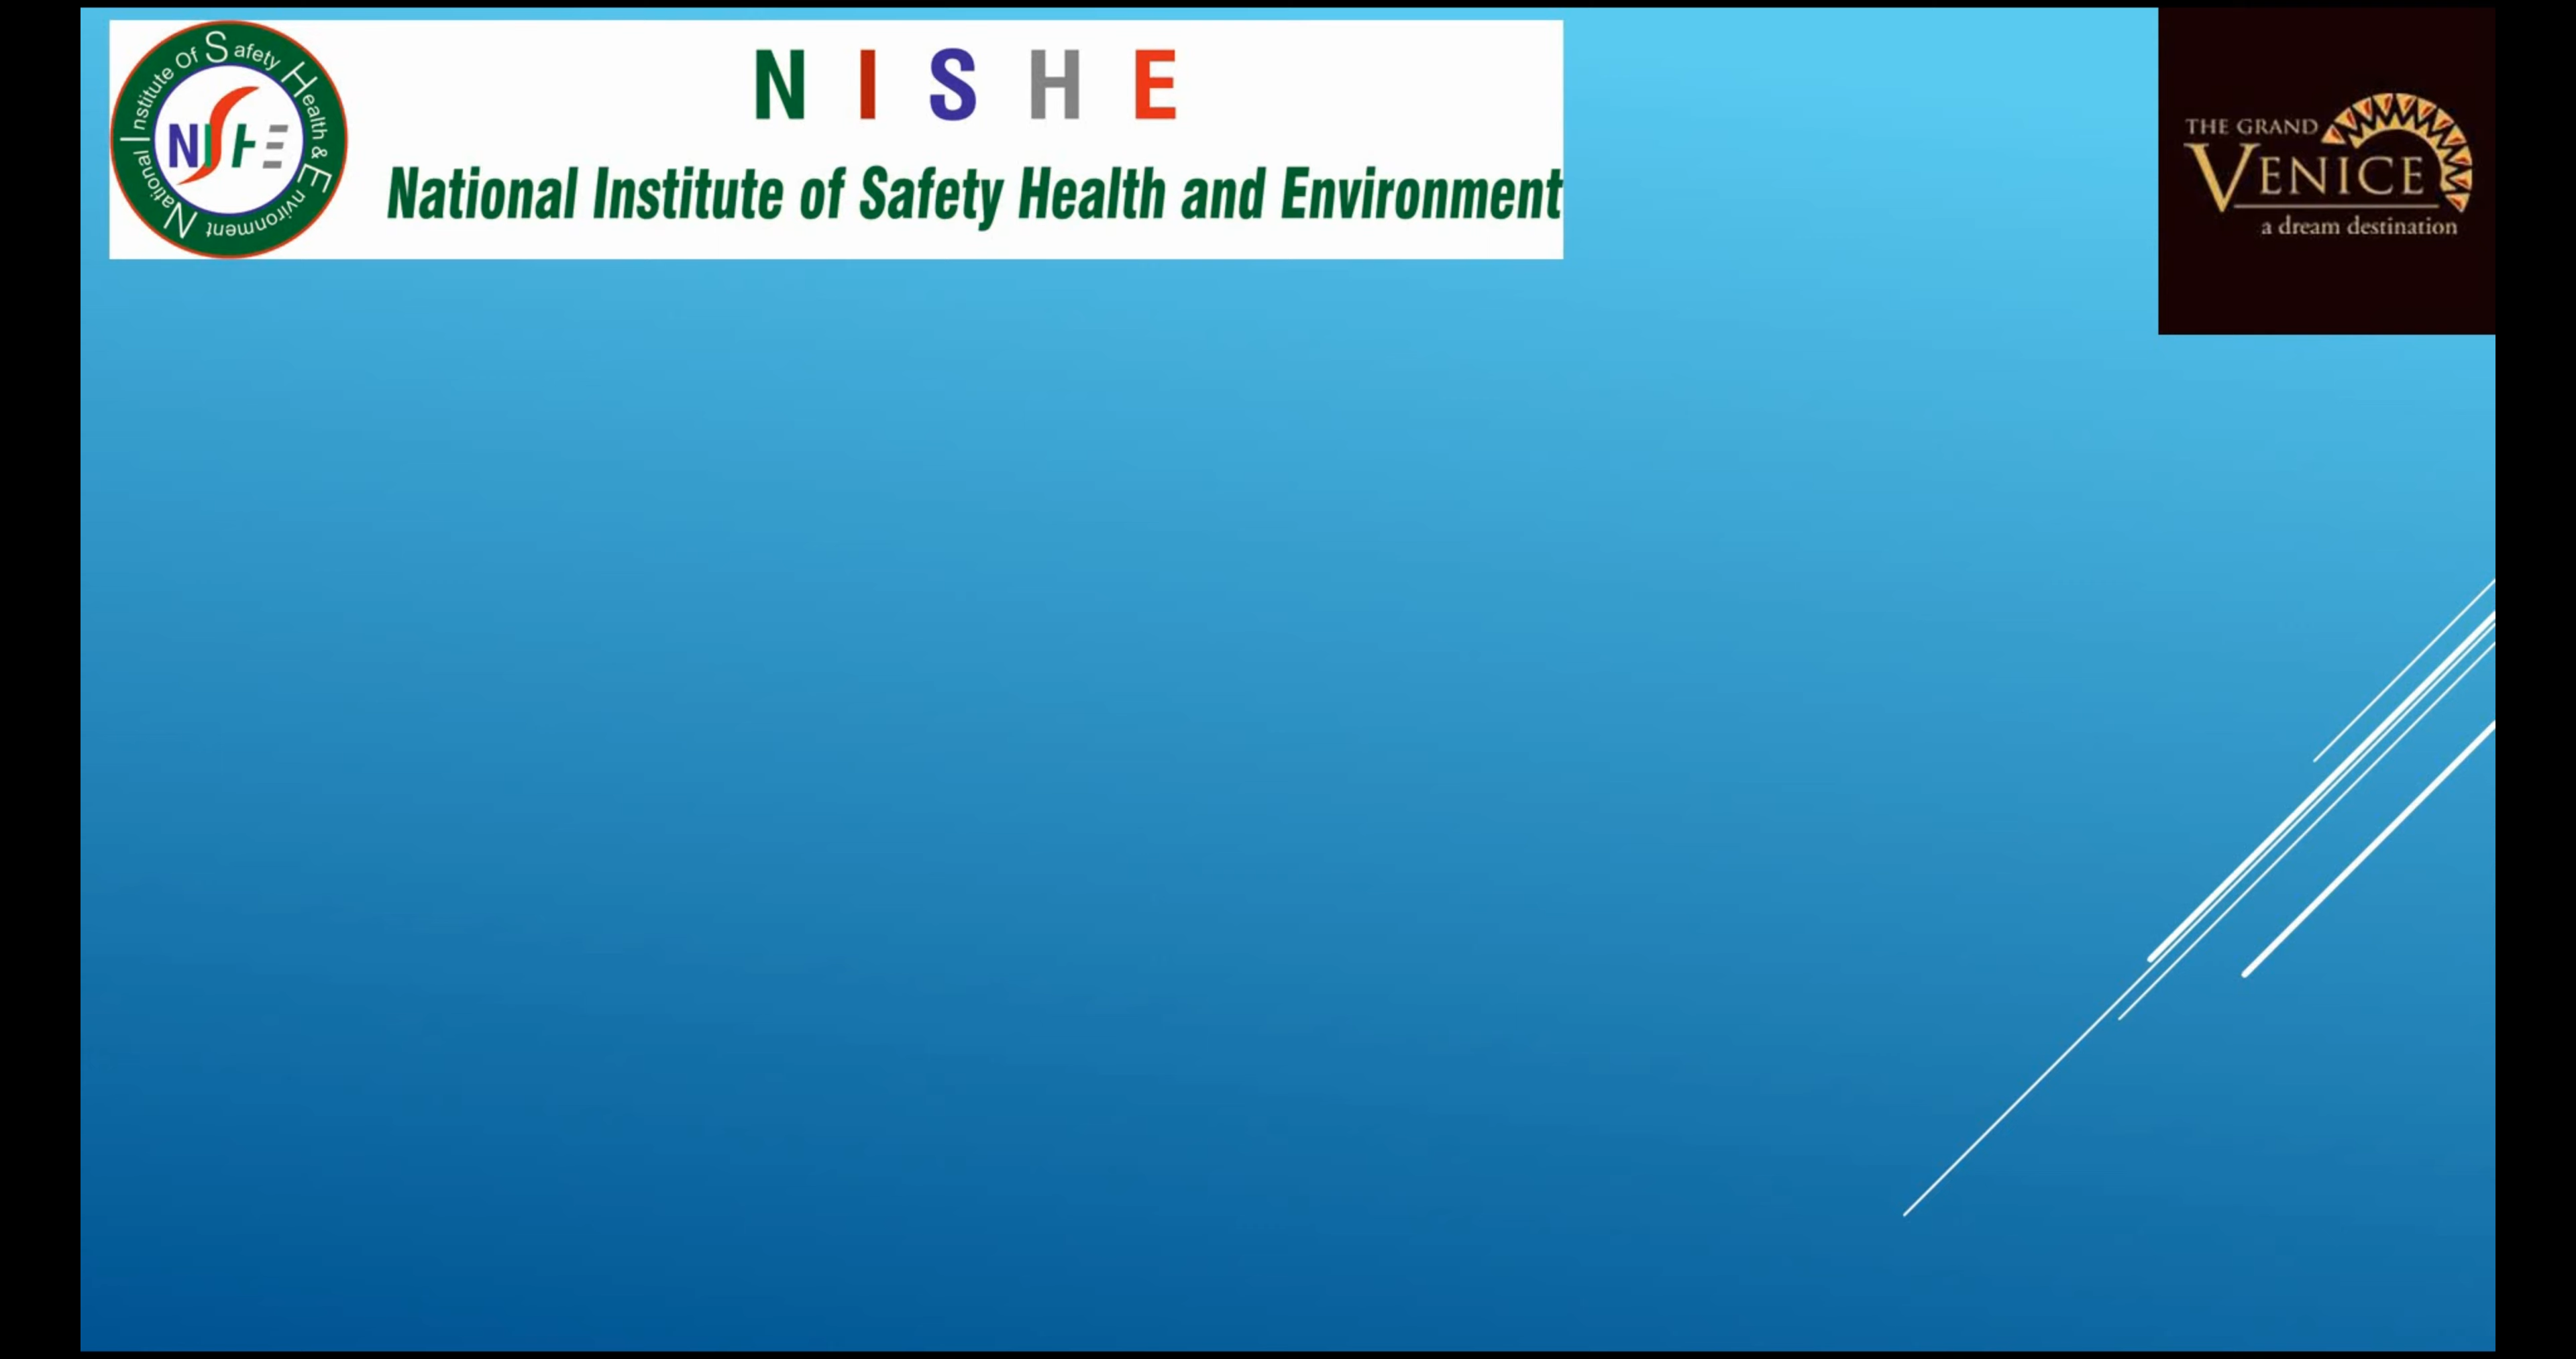 National Institute Of Safety Health & Environment
NISHE
N I S H E
National Institute of Safety Health and Environment
THE GRAND
VENICE
a dream destination